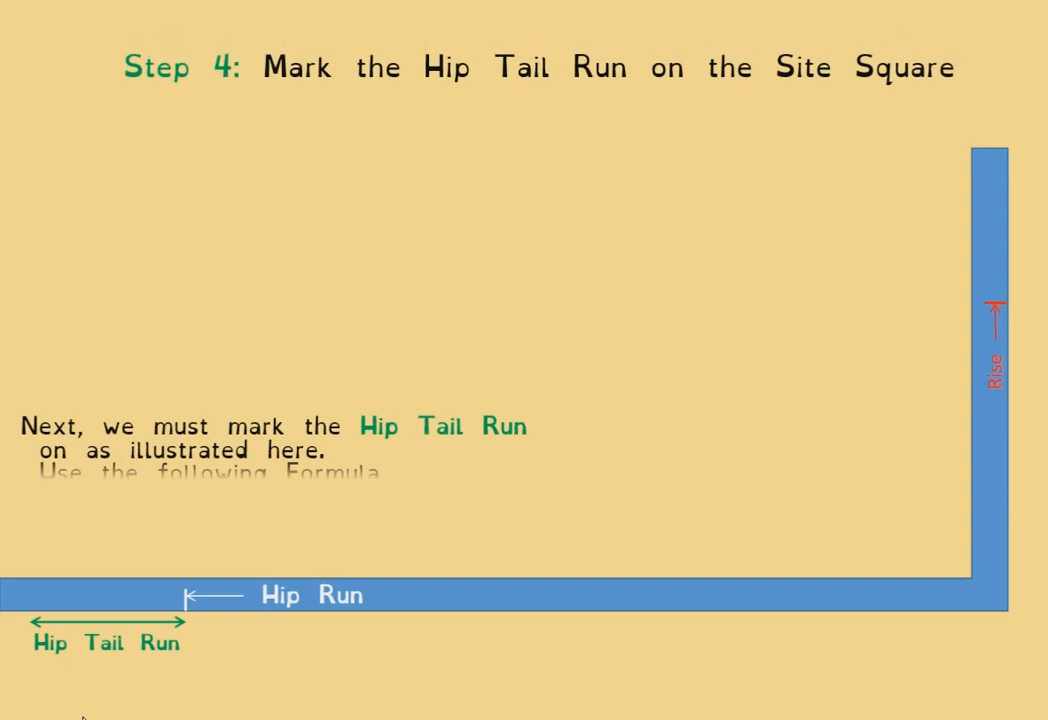 Step 4: Mark the Hip Tail Run on the Site Square
Rise
Next, we must mark the Hip Tail Run
on as illustrated here.
Use the following Formula
Hip Run
Hip Tail Run